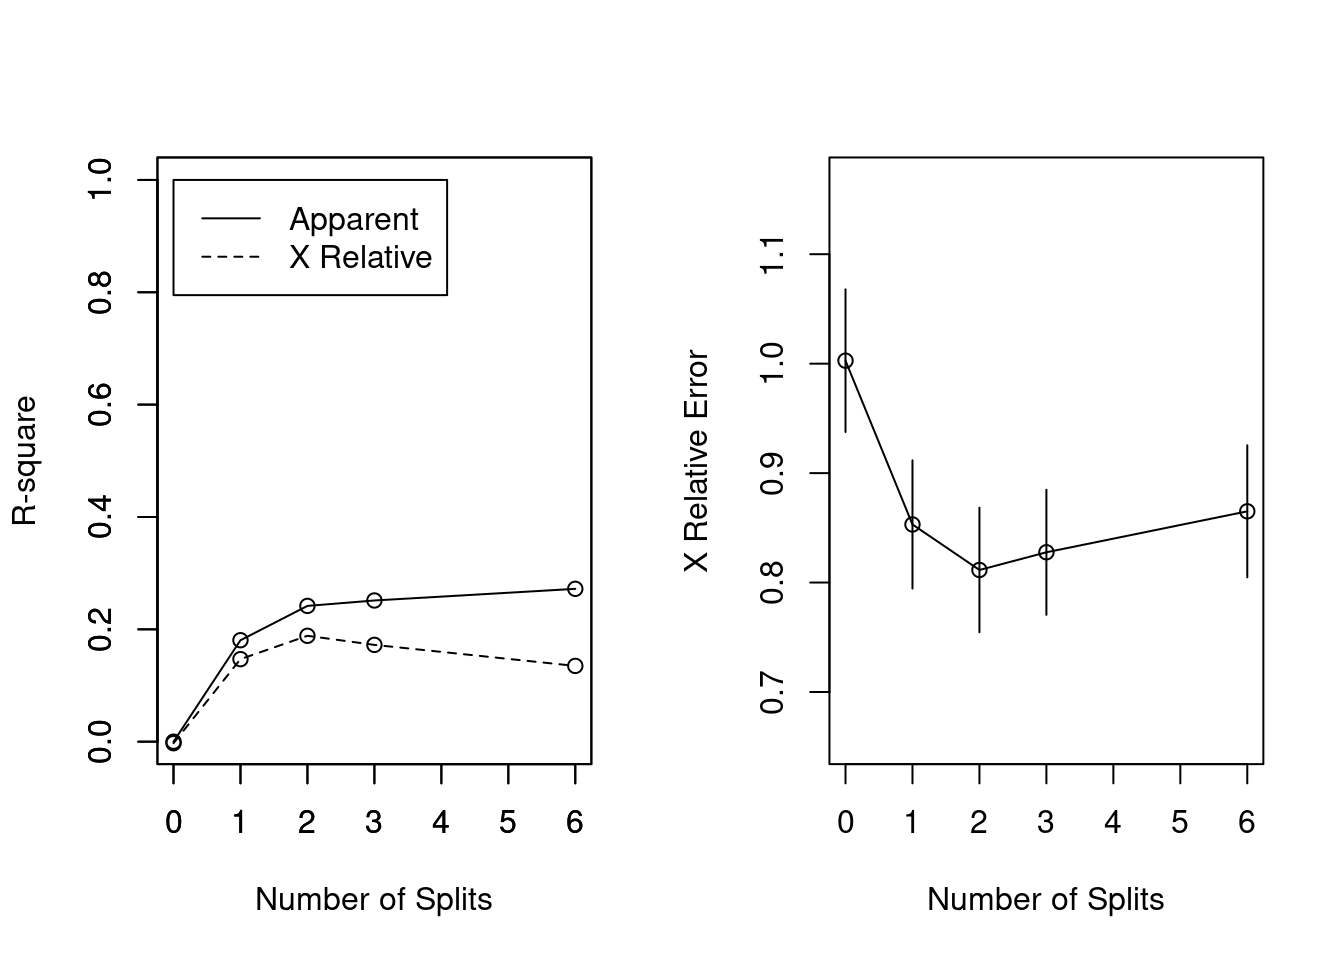 R-square
1.0
0.8
0.6
0.4
0.2
0.0
Apparent
X Relative
0 1 2 3 4 5 6
Number of Splits
X Relative Error
1.1
1.0
0.9
0.8
0.7
0 1 2 3 4 5 6
Number of Splits